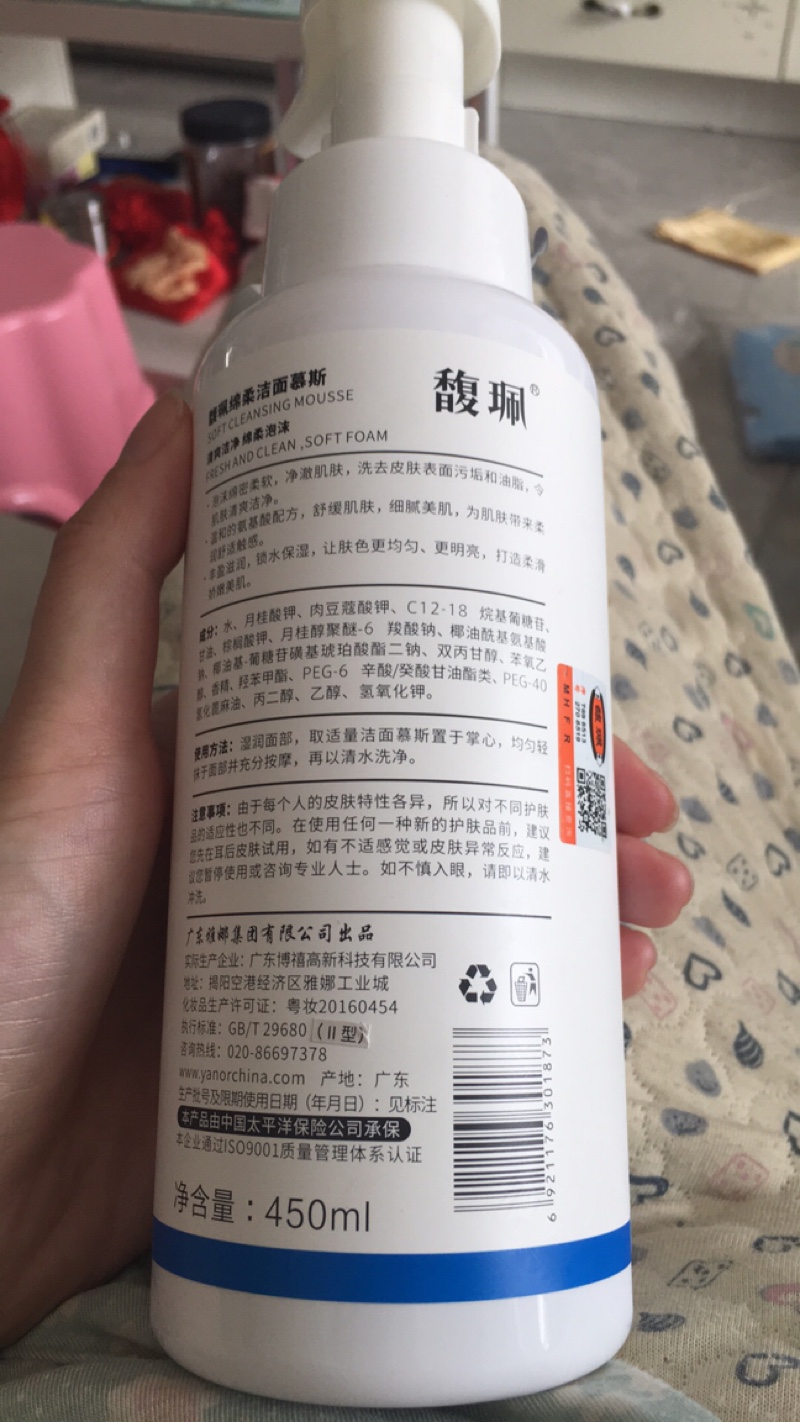 馥珮®
馥珮绵柔洁面慕斯
SOFT CLEANSING MOUSSE
清爽洁净 绵柔泡沫
FRESH AND CLEAN ,SOFT FOAM
·泡沫绵密柔软，净澈肌肤，洗去皮肤表面污垢和油脂，令
肌肤清爽洁净。
·温和的氨基酸配方，舒缓肌肤，细腻美肌，为肌肤带来柔
润舒适触感。
·丰盈滋润，锁水保湿，让肤色更均匀、更明亮，打造柔滑
娇嫩美肌。
成分：水、月桂酸钾、肉豆蔻酸钾、C12-18 烷基葡糖苷、
甘油、棕榈酸钾、月桂醇聚醚-6 羧酸钠、椰油酰基氨基酸
钠、椰油基-葡糖苷磺基琥珀酸酯二钠、双丙甘醇、苯氧乙
醇、香精、羟苯甲酯、PEG-6 辛酸/癸酸甘油酯类、PEG-40
氢化蓖麻油、丙二醇、乙醇、氢氧化钾。
使用方法：湿润面部，取适量洁面慕斯置于掌心，均匀轻
抹于面部并充分按摩，再以清水洗净。
注意事项：由于每个人的皮肤特性各异，所以对不同护肤
品的适应性也不同。在使用任何一种新的护肤品前，建议
您先在耳后皮肤试用，如有不适感觉或皮肤异常反应，建
议您暂停使用或咨询专业人士。如不慎入眼，请即以清水
冲洗。
广东雅娜集团有限公司出品
实际生产企业：广东博禧高新科技有限公司
地址：揭阳空港经济区雅娜工业城
化妆品生产许可证：粤妆20160454
执行标准：GB/T 29680（II型）
咨询热线：020-86697378
www.yanorchina.com 产地：广东
生产批号及限期使用日期（年月日）：见标注
本产品由中国太平洋保险公司承保
本企业通过ISO9001质量管理体系认证
净含量：450ml
6921176301873
MHFR